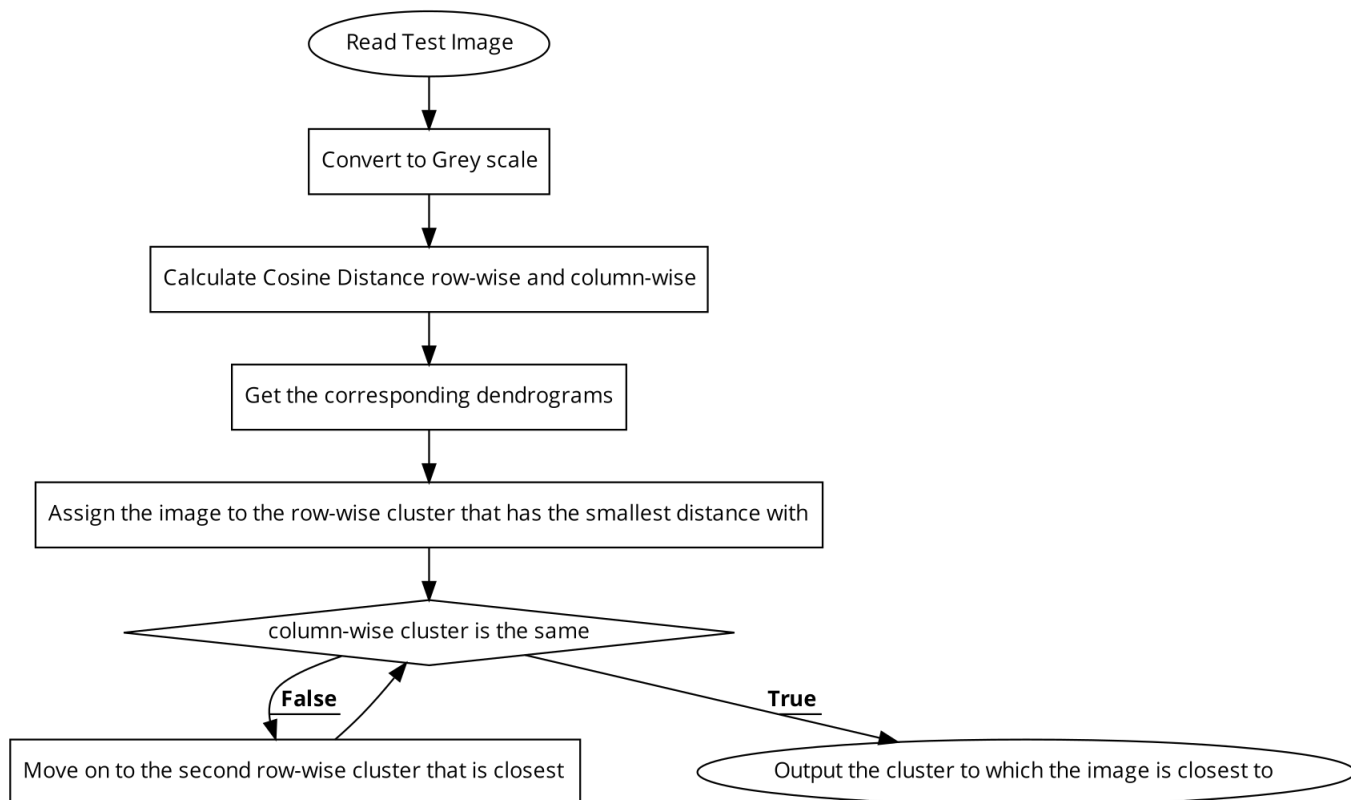 Read Test Image
Convert to Grey scale
Calculate Cosine Distance row-wise and column-wise
Get the corresponding dendrograms
Assign the image to the row-wise cluster that has the smallest distance with
column-wise cluster is the same
False
True
Move on to the second row-wise cluster that is closest
Output the cluster to which the image is closest to